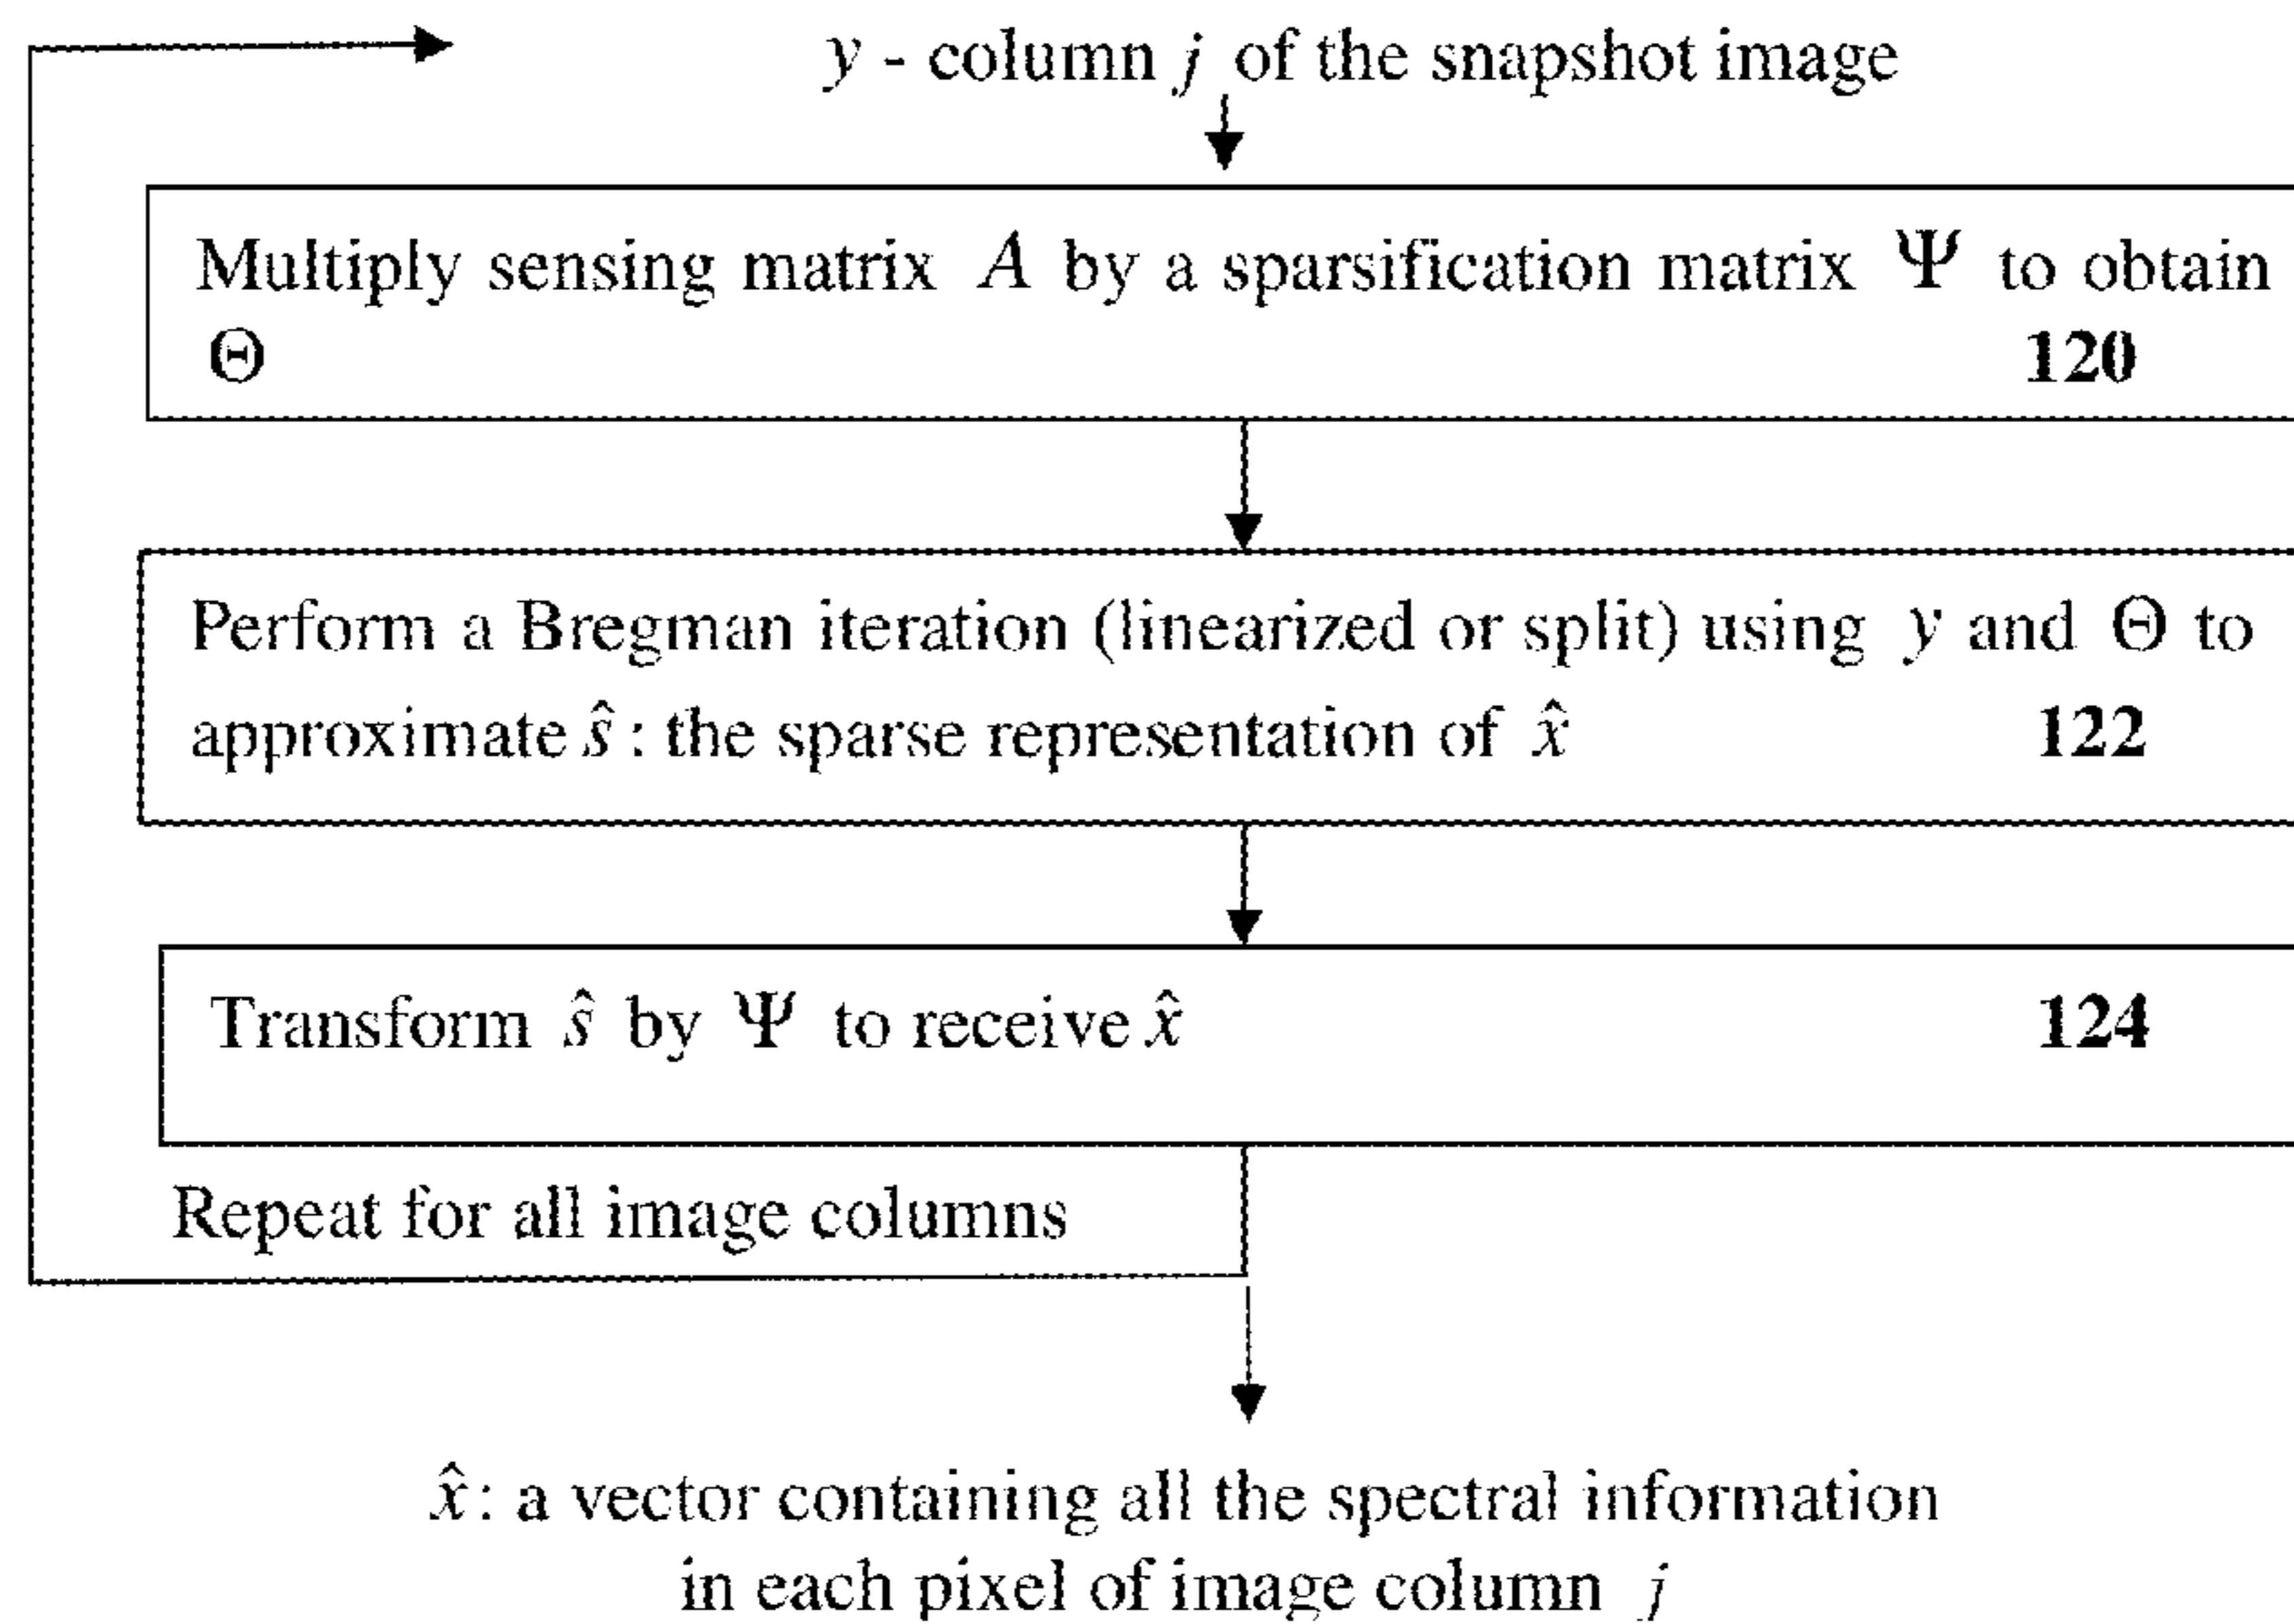 y - column j of the snapshot image
Multiply sensing matrix A by a sparsification matrix Ψ to obtain
Θ 120
Perform a Bregman iteration (linearized or split) using y and Θ to
approximate ŝ : the sparse representation of x̂ 122
Transform ŝ by Ψ to receive x̂ 124
Repeat for all image columns
x̂ : a vector containing all the spectral information
in each pixel of image column j